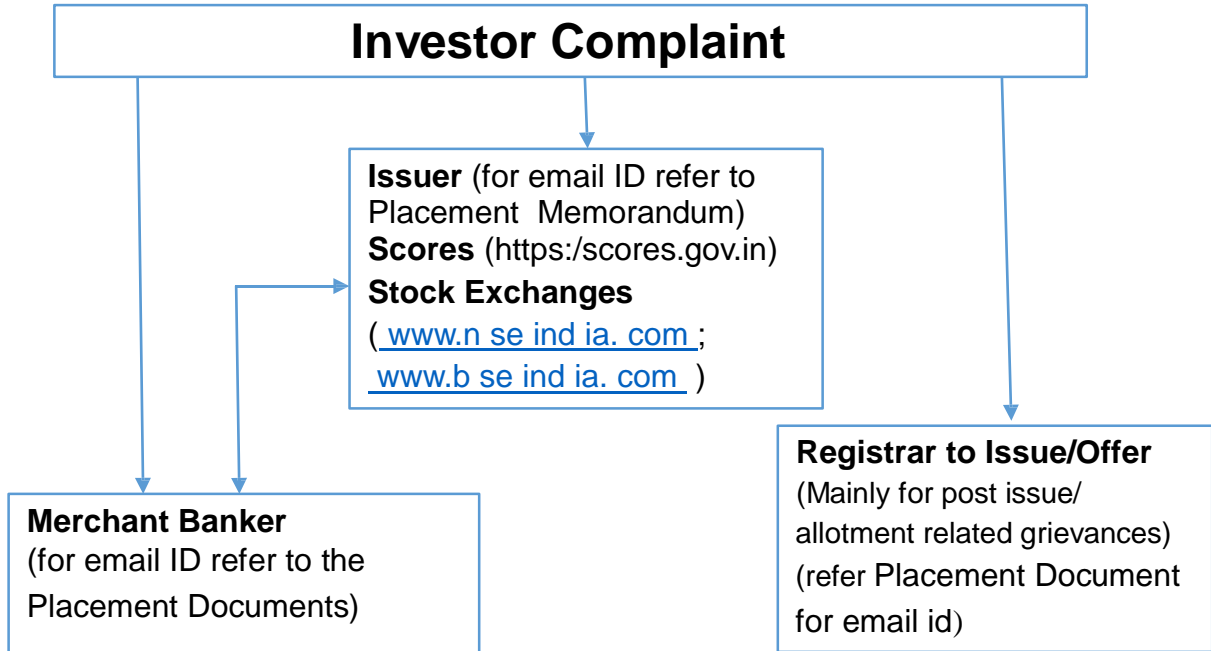 Investor Complaint
Issuer (for email ID refer to
Placement Memorandum)
Scores (https:/scores.gov.in)
Stock Exchanges
( www.n se ind ia. com ;
www.b se ind ia. com )
Merchant Banker
(for email ID refer to the
Placement Documents)
Registrar to Issue/Offer
(Mainly for post issue/
allotment related grievances)
(refer Placement Document
for email id)